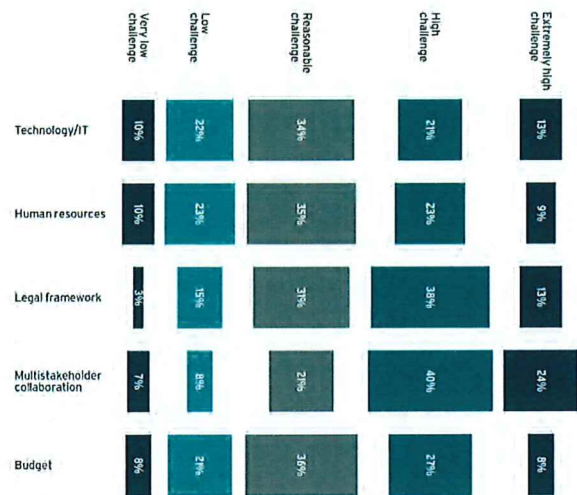 Very low
challenge
Low
challenge
Reasonable
challenge
High
challenge
Extremely high
challenge
Technology/IT
10%
22%
34%
21%
13%
Human resources
10%
23%
35%
23%
9%
Legal framework
3%
15%
31%
38%
13%
Multistakeholder
collaboration
7%
8%
21%
40%
24%
Budget
8%
21%
36%
27%
8%